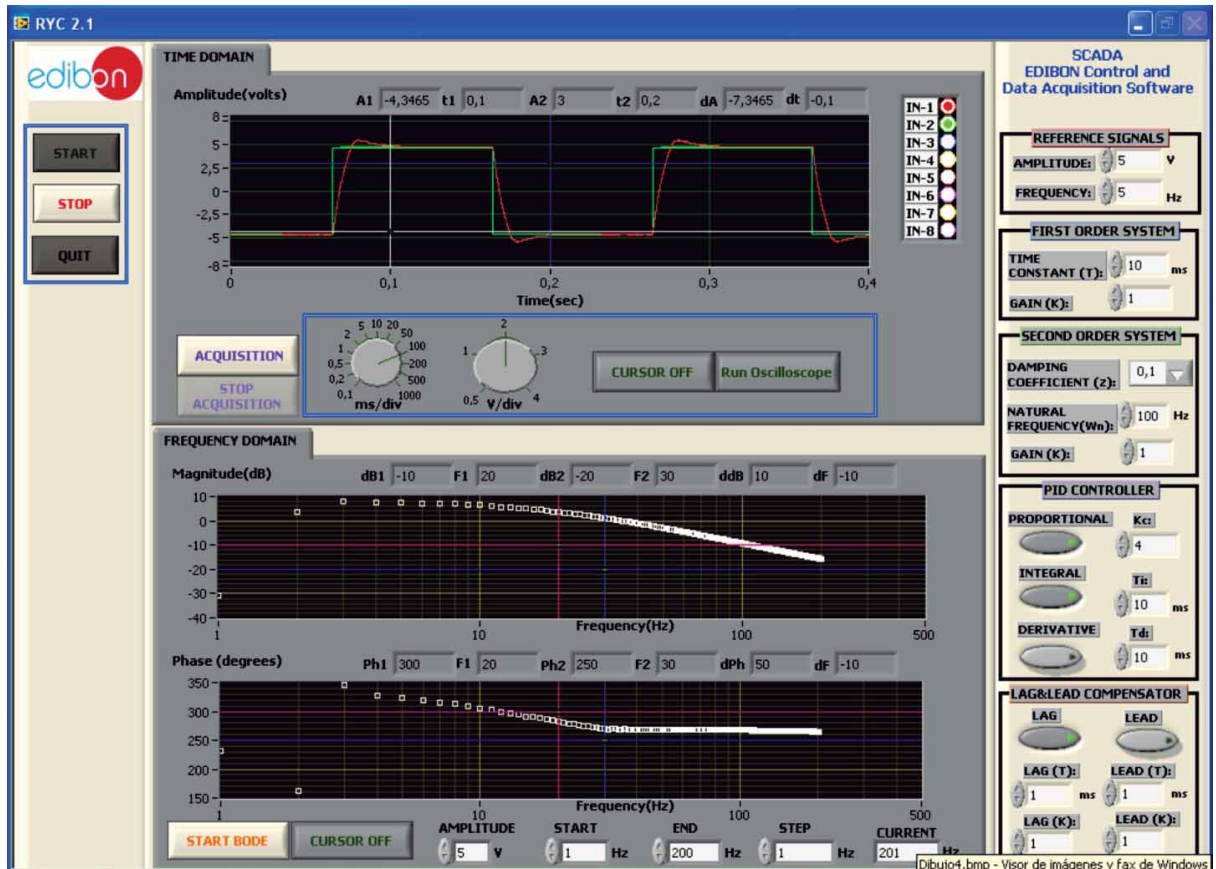 RYC 2.1
edibon
START
STOP
QUIT
TIME DOMAIN
Amplitude(volts)
A1 -4,3465 t1 0,1 A2 3 t2 0,2 dA -7,3465 dt -0,1
8
5
2,5
0
-2,5
-5
-8
0 0,1 0,2 0,3 0,4
Time(sec)
IN-1
IN-2
IN-3
IN-4
IN-5
IN-6
IN-7
IN-8
ACQUISITION
STOP ACQUISITION
0,1 0,2 0,5 1 2 5 10 20 50 100 200 500 1000
ms/div
0,5 1 2 3 4
V/div
CURSOR OFF
Run Oscilloscope
FREQUENCY DOMAIN
Magnitude(dB)
dB1 -10 F1 20 dB2 -20 F2 30 ddB 10 dF -10
10
0
-10
-20
-30
-40
1 10 100 500
Frequency(Hz)
Phase (degrees)
Ph1 300 F1 20 Ph2 250 F2 30 dPh 50 dF -10
350
300
250
200
150
1 10 100 500
Frequency(Hz)
START BODE
CURSOR OFF
AMPLITUDE START END STEP CURRENT
5 V 1 Hz 200 Hz 1 Hz 201 Hz
SCADA
EDIBON Control and
Data Acquisition Software
REFERENCE SIGNALS
AMPLITUDE: 5 V
FREQUENCY: 5 Hz
FIRST ORDER SYSTEM
TIME
CONSTANT (T): 10 ms
GAIN (K): 1
SECOND ORDER SYSTEM
DAMPING
COEFFICIENT (z): 0,1
NATURAL
FREQUENCY(Wn): 100 Hz
GAIN (K): 1
PID CONTROLLER
PROPORTIONAL Kc:
4
INTEGRAL Ti:
10 ms
DERIVATIVE Td:
10 ms
LAG&LEAD COMPENSATOR
LAG LEAD
LAG (T): LEAD (T):
1 ms 1 ms
LAG (K): LEAD (K):
1 1
Dibujo4.bmp - Visor de imágenes y fax de Windows